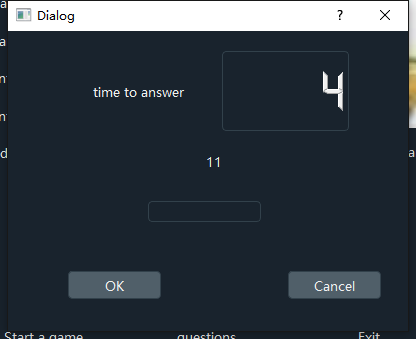 Dialog
?
time to answer
4
11
OK
Cancel
Start a game questions Exit